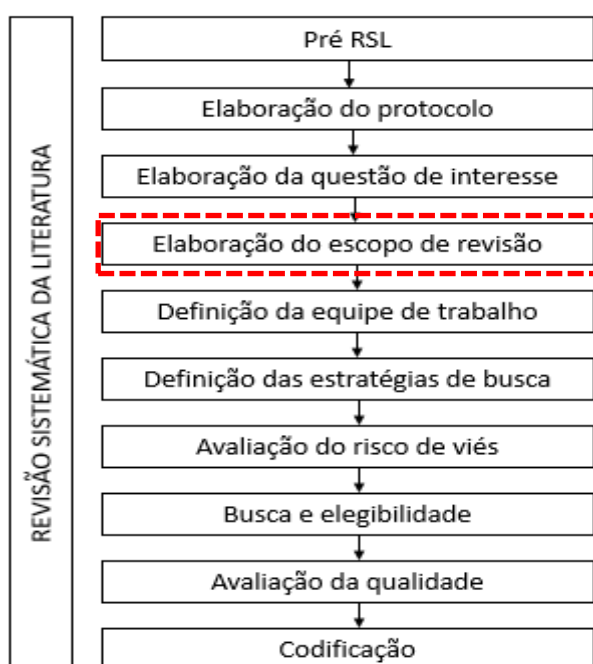 REVISÃO SISTEMÁTICA DA LITERATURA
Pré RSL
Elaboração do protocolo
Elaboração da questão de interesse
Elaboração do escopo de revisão
Definição da equipe de trabalho
Definição das estratégias de busca
Avaliação do risco de viés
Busca e elegibilidade
Avaliação da qualidade
Codificação